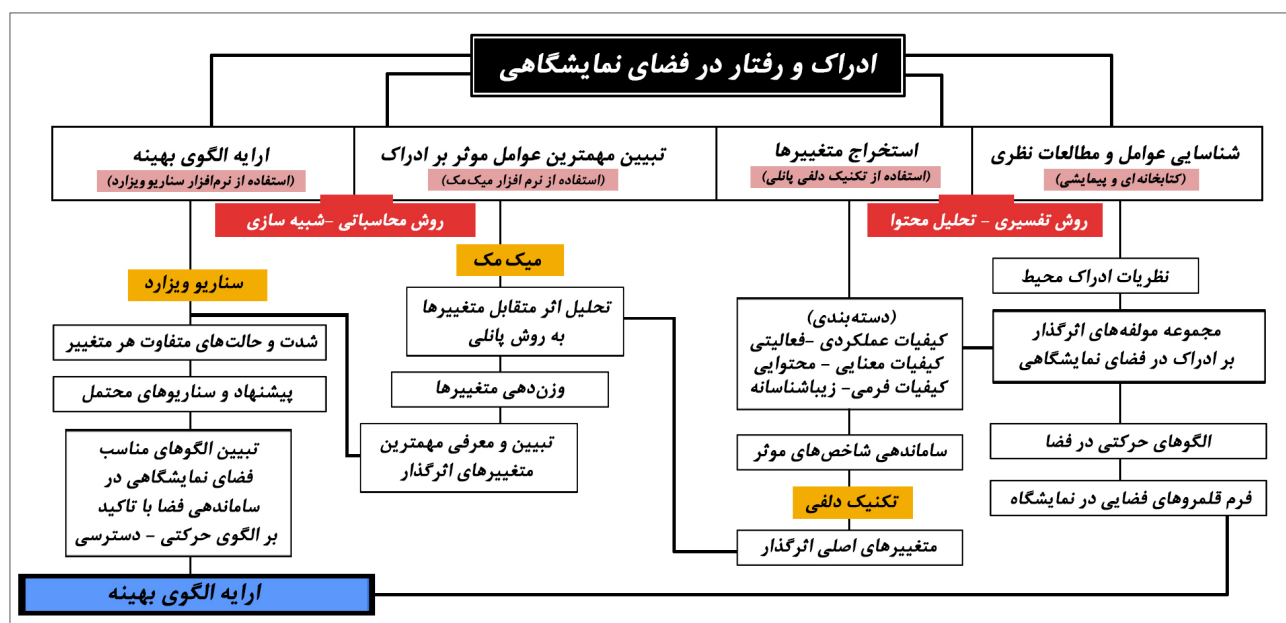 ادراک و رفتار در فضای نمایشگاهی
شناسایی عوامل و مطالعات نظری
(کتابخانه‌ای و پیمایشی)
استخراج متغییرها
(استفاده از تکنیک دلفی پانلی)
تبیین مهمترین عوامل موثر بر ادراک
(استفاده از نرم افزار میک‌مک)
ارایه الگوی بهینه
(استفاده از نرم‌افزار سناریو ویزارد)
روش تفسیری - تحلیل محتوا
روش محاسباتی -شبیه سازی
نظریات ادراک محیط
مجموعه مولفه‌های اثرگذار
بر ادراک در فضای نمایشگاهی
الگوهای حرکتی در فضا
فرم قلمروهای فضایی در نمایشگاه
(دسته‌بندی)
کیفیات عملکردی -فعالیتی
کیفیات معنایی - محتوایی
کیفیات فرمی- زیباشناسانه
ساماندهی شاخص‌های موثر
تکنیک دلفی
متغییرهای اصلی اثرگذار
میک مک
تحلیل اثر متقابل متغییرها
به روش پانلی
وزن‌دهی متغییرها
تبیین و معرفی مهمترین
متغییرهای اثرگذار
سناریو ویزارد
شدت و حالت‌های متفاوت هر متغییر
پیشنهاد و سناریوهای محتمل
تبیین الگوهای مناسب
فضای نمایشگاهی در
ساماندهی فضا با تاکید
بر الگوی حرکتی - دسترسی
ارایه الگوی بهینه